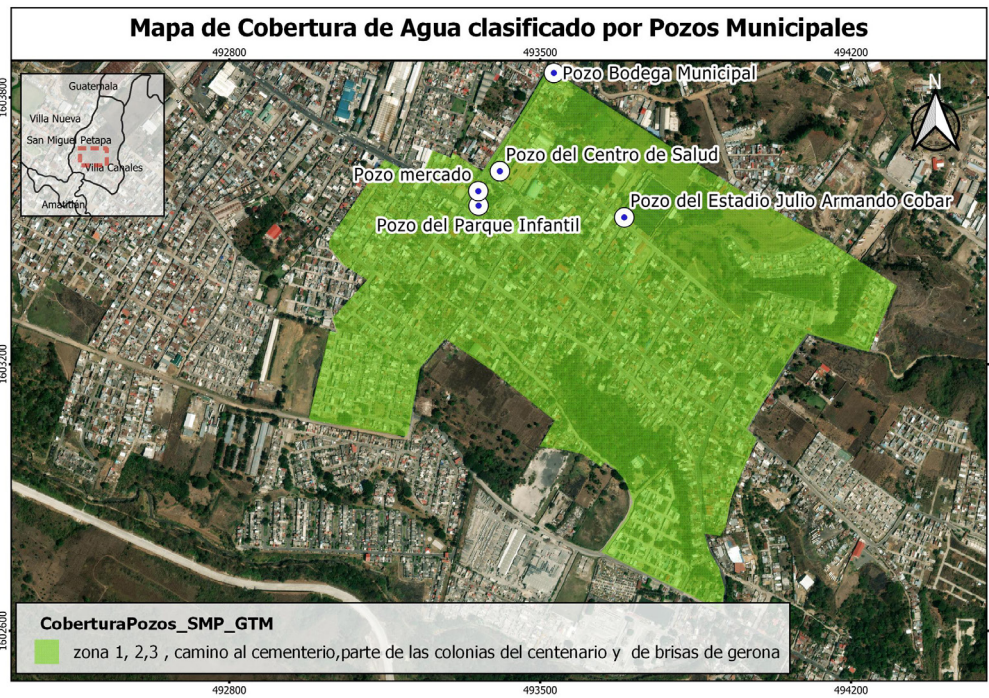 Mapa de Cobertura de Agua clasificado por Pozos Municipales
492800 493500 494200
1603800
1603200
1602600
Guatemala
Villa Nueva
San Miguel Petapa
Villa Canales
Amatitlán
N
Pozo Bodega Municipal
Pozo del Centro de Salud
Pozo mercado
Pozo del Estadio Julio Armando Cobar
Pozo del Parque Infantil
CoberturaPozos_SMP_GTM
zona 1, 2,3 , camino al cementerio,parte de las colonias del centenario y de brisas de gerona
492800 493500 494200